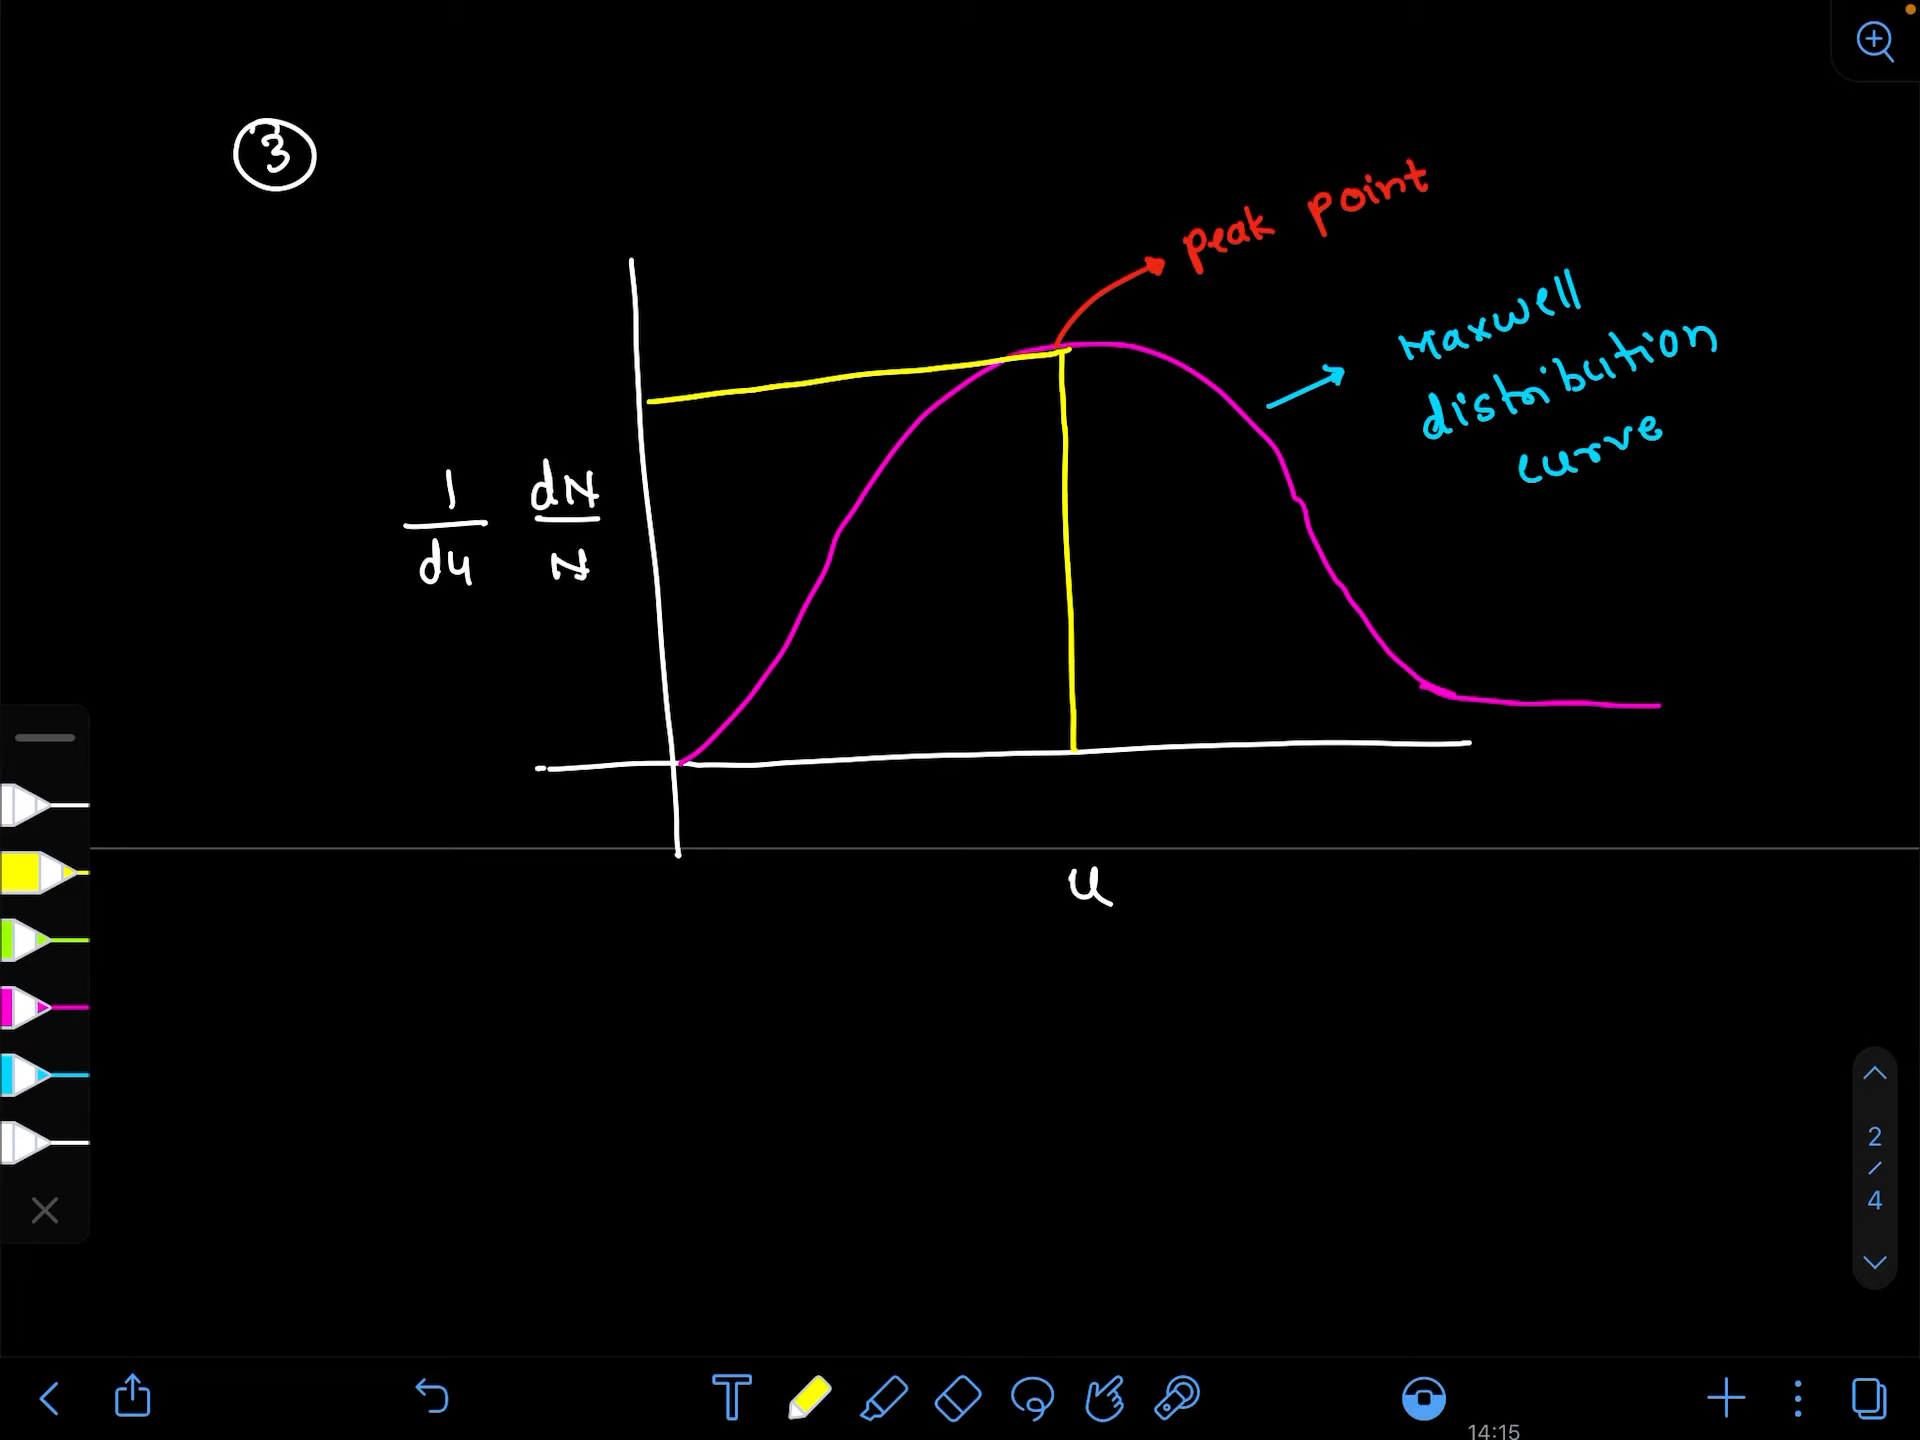 3
peak point
Maxwell
distribution
curve
1 dN
du N
u
2
/
4
14:15